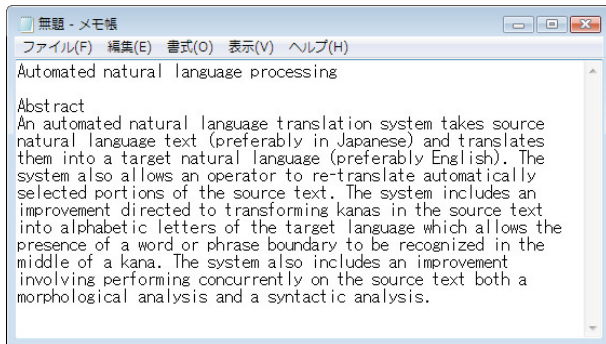 無題 - メモ帳
ファイル(F) 編集(E) 書式(O) 表示(V) ヘルプ(H)
Automated natural language processing
Abstract
An automated natural language translation system takes source
natural language text (preferably in Japanese) and translates
them into a target natural language (preferably English). The
system also allows an operator to re-translate automatically
selected portions of the source text. The system includes an
improvement directed to transforming kanas in the source text
into alphabetic letters of the target language which allows the
presence of a word or phrase boundary to be recognized in the
middle of a kana. The system also includes an improvement
involving performing concurrently on the source text both a
morphological analysis and a syntactic analysis.